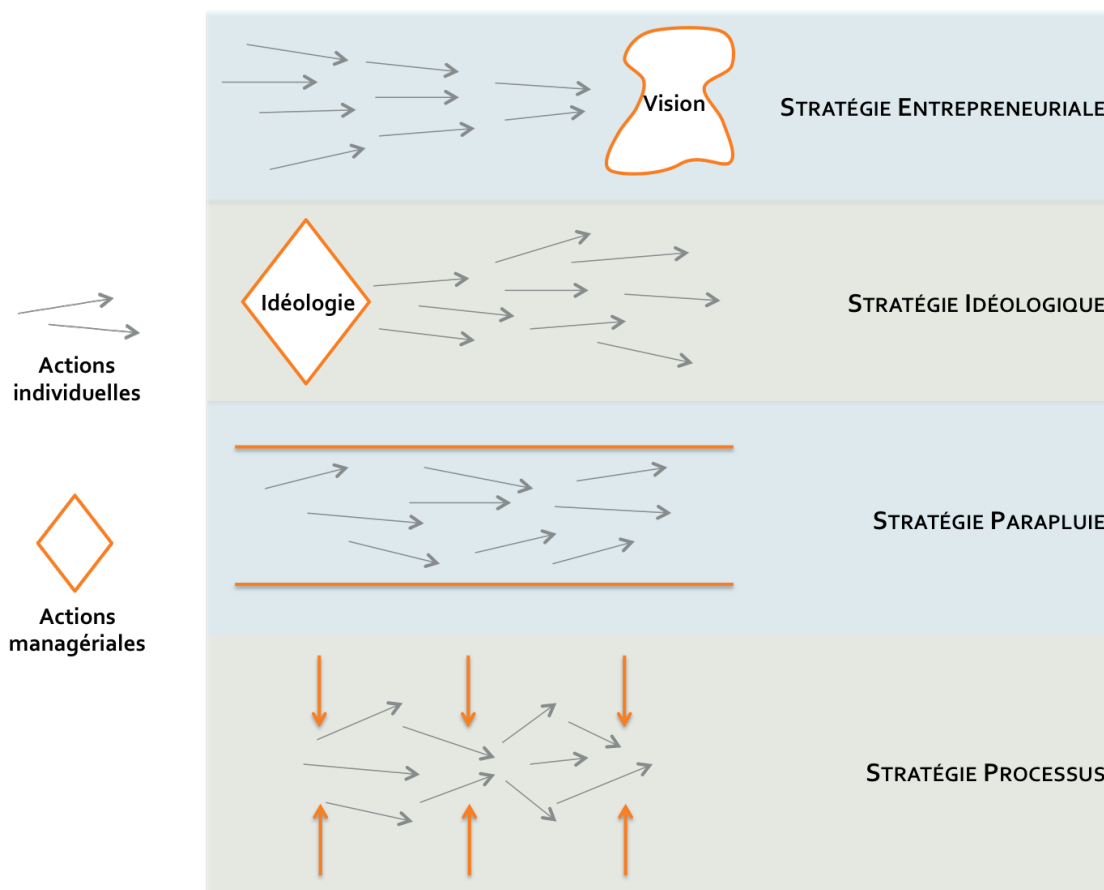 Vision
STRATÉGIE ENTREPRENEURIALE
Idéologie
STRATÉGIE IDÉOLOGIQUE
Actions
individuelles
STRATÉGIE PARAPLUIE
Actions
managériales
STRATÉGIE PROCESSUS